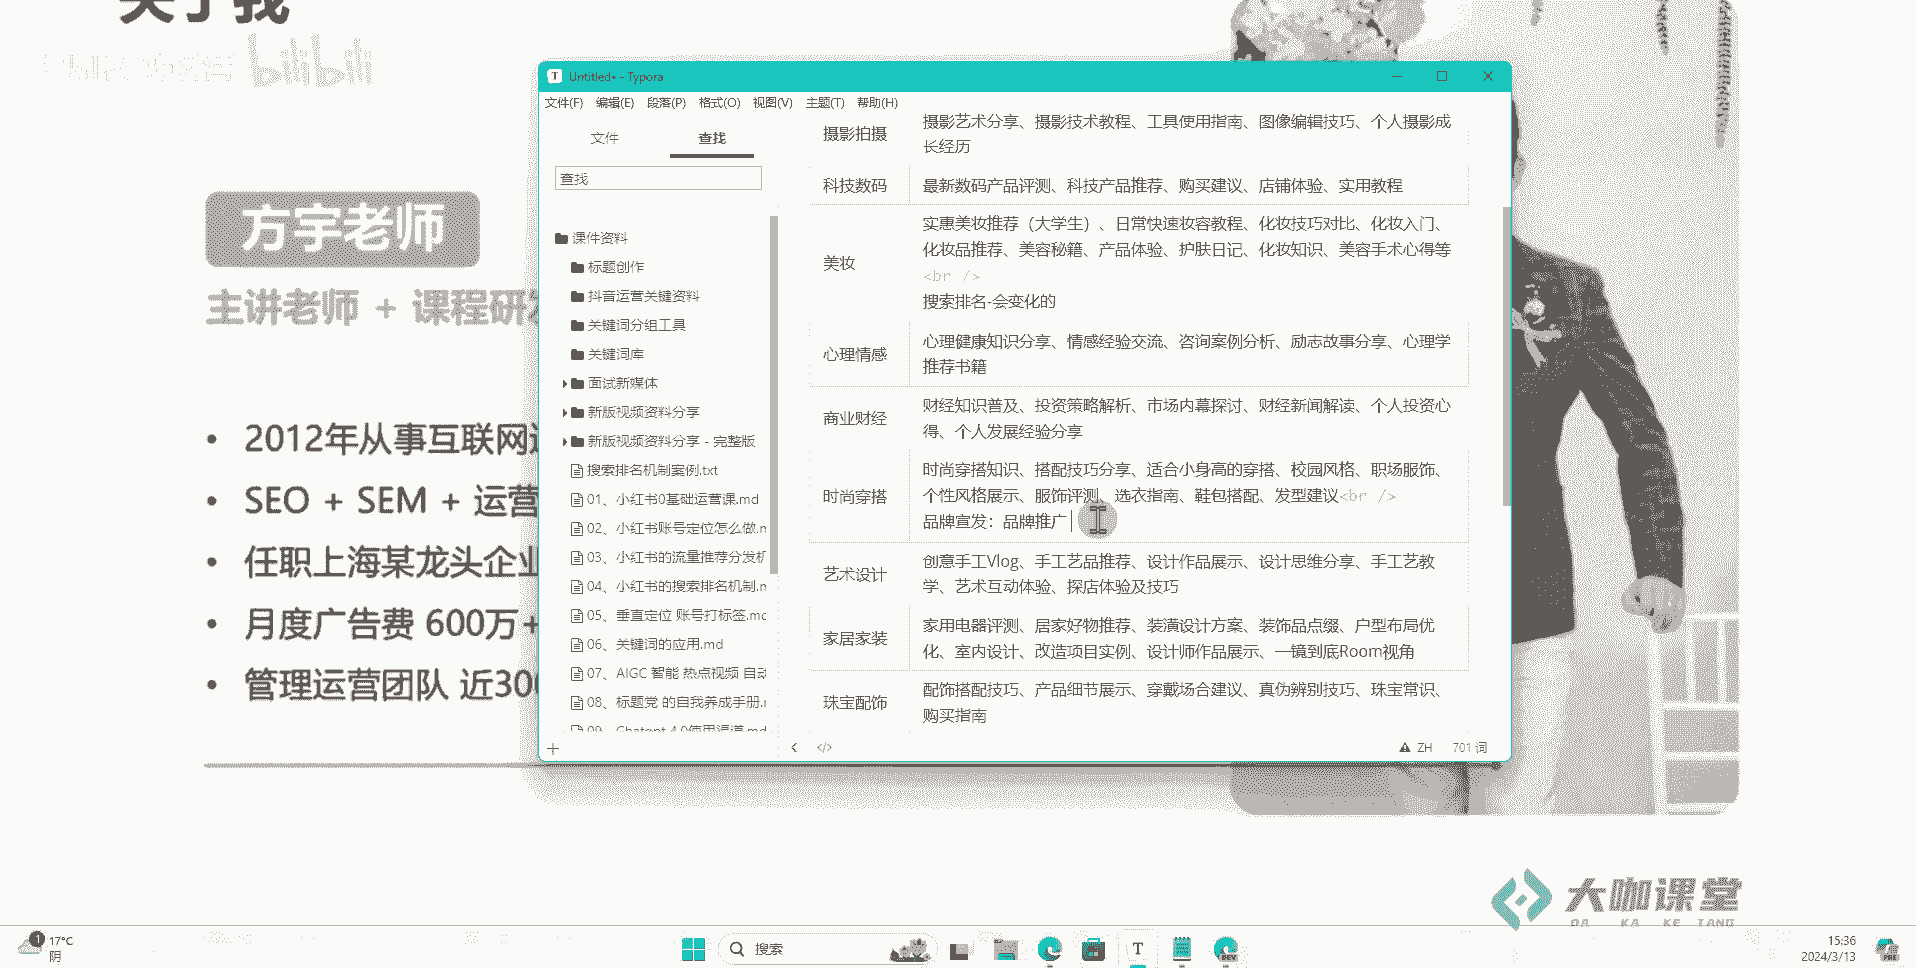 关于我
bilibili
方宇老师
主讲老师 + 课程研发
• 2012年从事互联网运
• SEO + SEM + 运营
• 任职上海某龙头企业
• 月度广告费 600万+
• 管理运营团队 近300
Untitled• - Typora
文件(F) 编辑(E) 段落(P) 格式(O) 视图(V) 主题(T) 帮助(H)
文件 查找
查找
课件资料
标题创作
抖音运营关键资料
关键词分组工具
关键词库
面试新媒体
新版视频资料分享
新版视频资料分享 - 完整版
搜索排名机制案例.txt
01、小红书0基础运营课.md
02、小红书账号定位怎么做.m
03、小红书的流量推荐分发机
04、小红书的搜索排名机制.m
05、垂直定位 账号打标签.mc
06、关键词的应用.md
07、AIGC 智能 热点视频 自动
08、标题党 的自我养成手册.r
09、Chatgpt 4.0使用渠道.md
摄影拍摄
摄影艺术分享、摄影技术教程、工具使用指南、图像编辑技巧、个人摄影成
长经历
科技数码
最新数码产品评测、科技产品推荐、购买建议、店铺体验、实用教程
美妆
实惠美妆推荐（大学生）、日常快速妆容教程、化妆技巧对比、化妆入门、
化妆品推荐、美容秘籍、产品体验、护肤日记、化妆知识、美容手术心得等
<br />
搜索排名-会变化的
心理情感
心理健康知识分享、情感经验交流、咨询案例分析、励志故事分享、心理学
推荐书籍
商业财经
财经知识普及、投资策略解析、市场内幕探讨、财经新闻解读、个人投资心
得、个人发展经验分享
时尚穿搭
时尚穿搭知识、搭配技巧分享、适合小身高的穿搭、校园风格、职场服饰、
个性风格展示、服饰评测、选衣指南、鞋包搭配、发型建议<br />
品牌宣发：品牌推广
艺术设计
创意手工Vlog、手工艺品推荐、设计作品展示、设计思维分享、手工艺教
学、艺术互动体验、探店体验及技巧
家居家装
家用电器评测、居家好物推荐、装潢设计方案、装饰品点缀、户型布局优
化、室内设计、改造项目实例、设计师作品展示、一镜到底Room视角
珠宝配饰
配饰搭配技巧、产品细节展示、穿戴场合建议、真伪辨别技巧、珠宝常识、
购买指南
</> ZH 701 词
大咖课堂
DA KA KE TANG
1 17°C
阴
搜索
T
DEV
15:36
2024/3/13
PRE